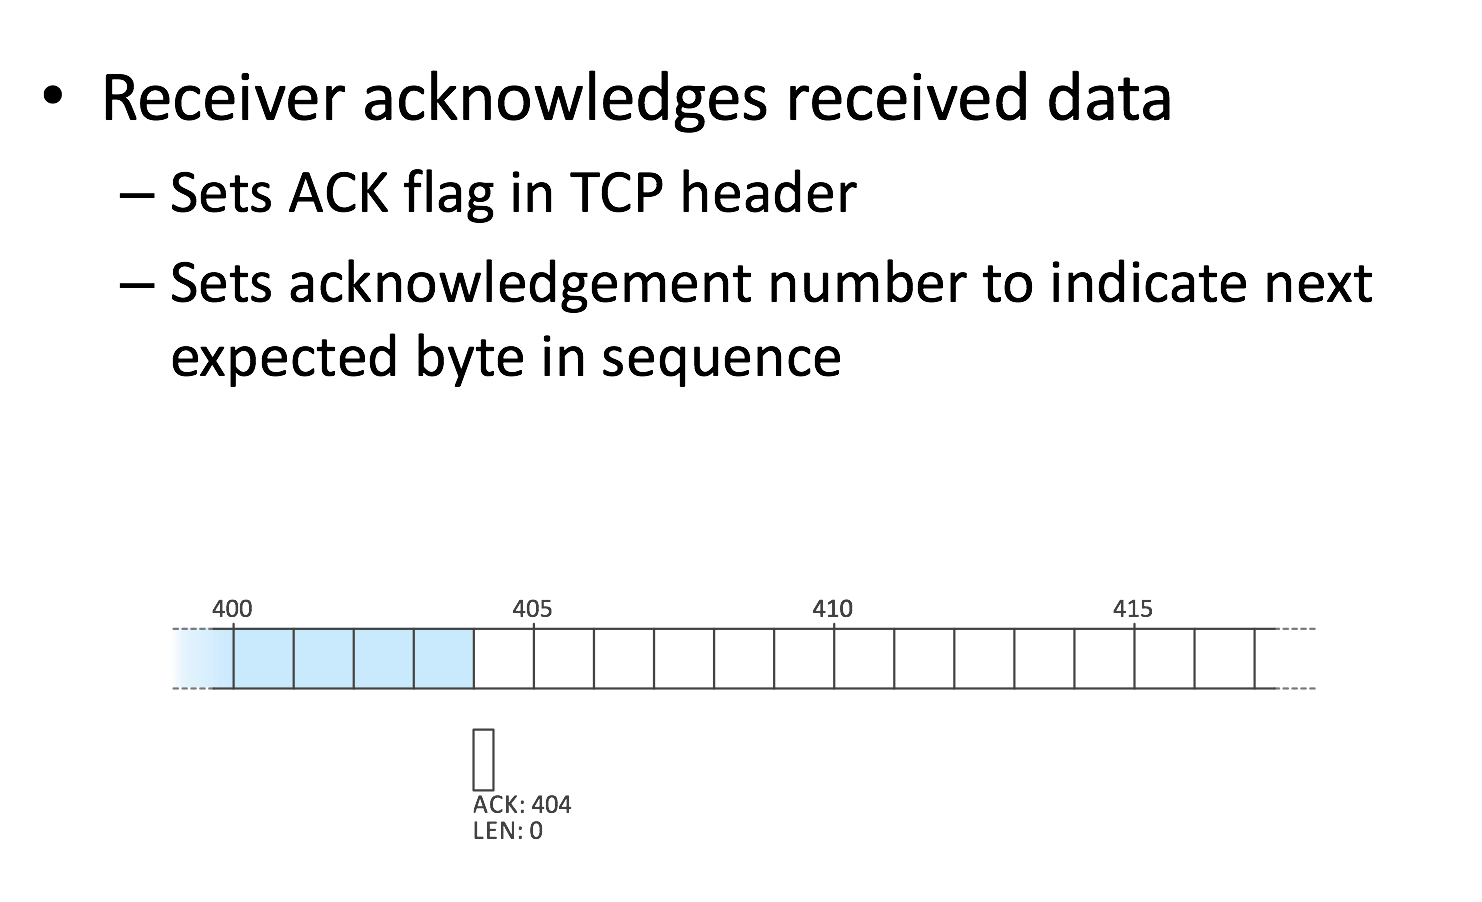 • Receiver acknowledges received data
– Sets ACK flag in TCP header
– Sets acknowledgement number to indicate next
expected byte in sequence
400 405 410 415
ACK: 404
LEN: 0